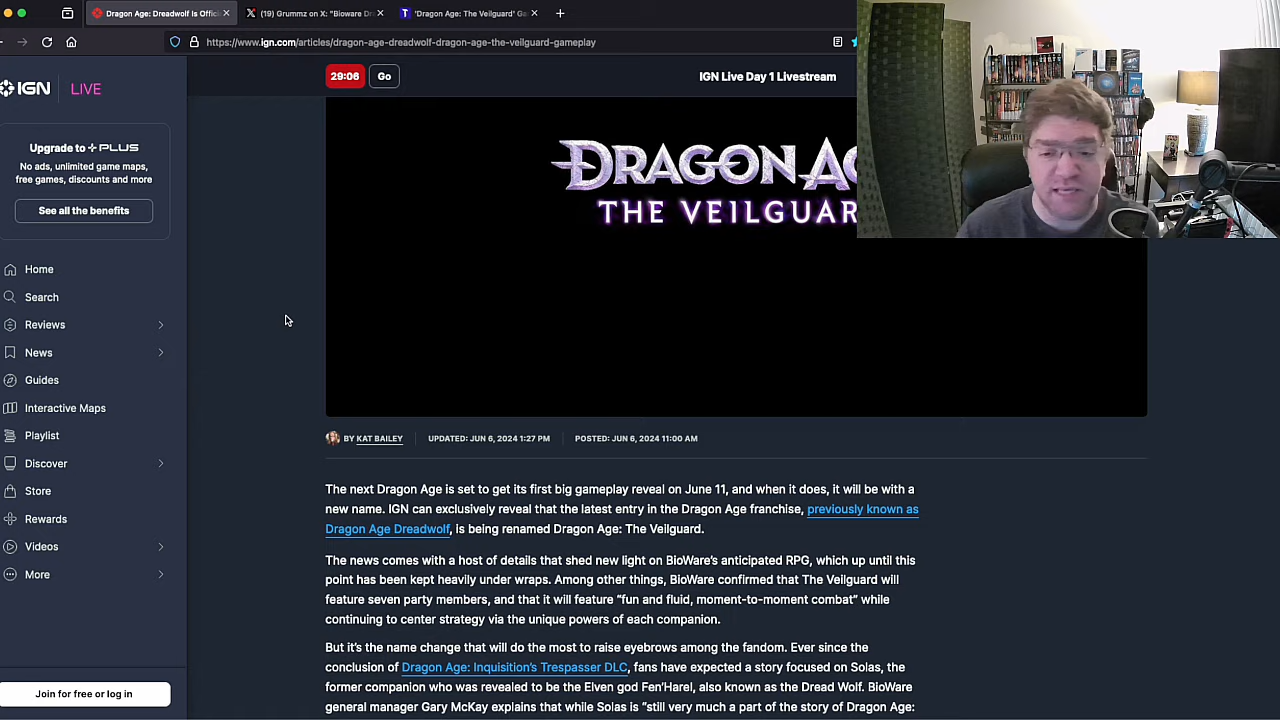 Dragon Age: Dreadwolf Is Offici
(19) Grummz on X: "Bioware Dr
'Dragon Age: The Veilguard' Ga
https://www.ign.com/articles/dragon-age-dreadwolf-dragon-age-the-veilguard-gameplay
IGN LIVE
29:06 Go
IGN Live Day 1 Livestream
Upgrade to PLUS
No ads, unlimited game maps,
free games, discounts and more
See all the benefits
Home
Search
Reviews
News
Guides
Interactive Maps
Playlist
Discover
Store
Rewards
Videos
More
Join for free or log in
DRAGON AG
THE VEILGUAR
BY KAT BAILEY UPDATED: JUN 6, 2024 1:27 PM POSTED: JUN 6, 2024 11:00 AM
The next Dragon Age is set to get its first big gameplay reveal on June 11, and when it does, it will be with a
new name. IGN can exclusively reveal that the latest entry in the Dragon Age franchise, previously known as
Dragon Age Dreadwolf, is being renamed Dragon Age: The Veilguard.
The news comes with a host of details that shed new light on BioWare's anticipated RPG, which up until this
point has been kept heavily under wraps. Among other things, BioWare confirmed that The Veilguard will
feature seven party members, and that it will feature "fun and fluid, moment-to-moment combat" while
continuing to center strategy via the unique powers of each companion.
But it's the name change that will do the most to raise eyebrows among the fandom. Ever since the
conclusion of Dragon Age: Inquisition's Trespasser DLC, fans have expected a story focused on Solas, the
former companion who was revealed to be the Elven god Fen'Harel, also known as the Dread Wolf. BioWare
general manager Gary McKay explains that while Solas is "still very much a part of the story of Dragon Age: